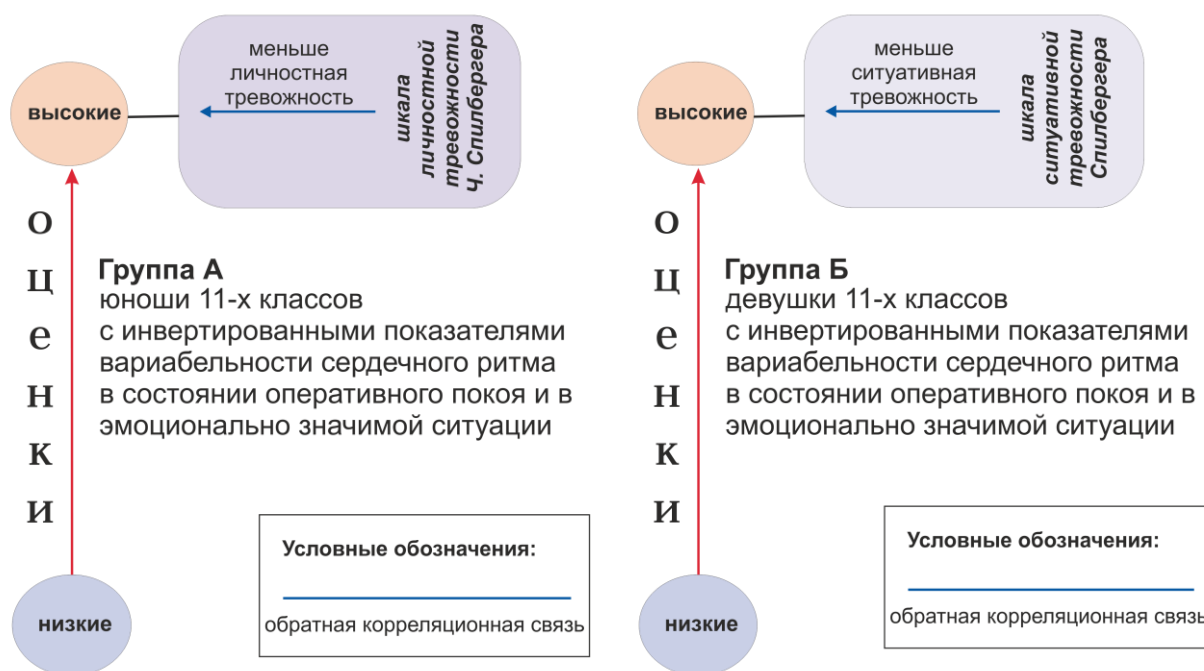 высокие
меньше
личностная
тревожность
шкала
личностной
тревожности
Ч. Спилбергера
ОЦеНКИ
Группа А
юноши 11-х классов
с инвертированными показателями
вариабельности сердечного ритма
в состоянии оперативного покоя и в
эмоционально значимой ситуации
Условные обозначения:
обратная корреляционная связь
низкие
высокие
меньше
ситуативная
тревожность
шкала
ситуативной
тревожности
Спилбергера
ОЦеНКИ
Группа Б
девушки 11-х классов
с инвертированными показателями
вариабельности сердечного ритма
в состоянии оперативного покоя и в
эмоционально значимой ситуации
Условные обозначения:
обратная корреляционная связь
низкие